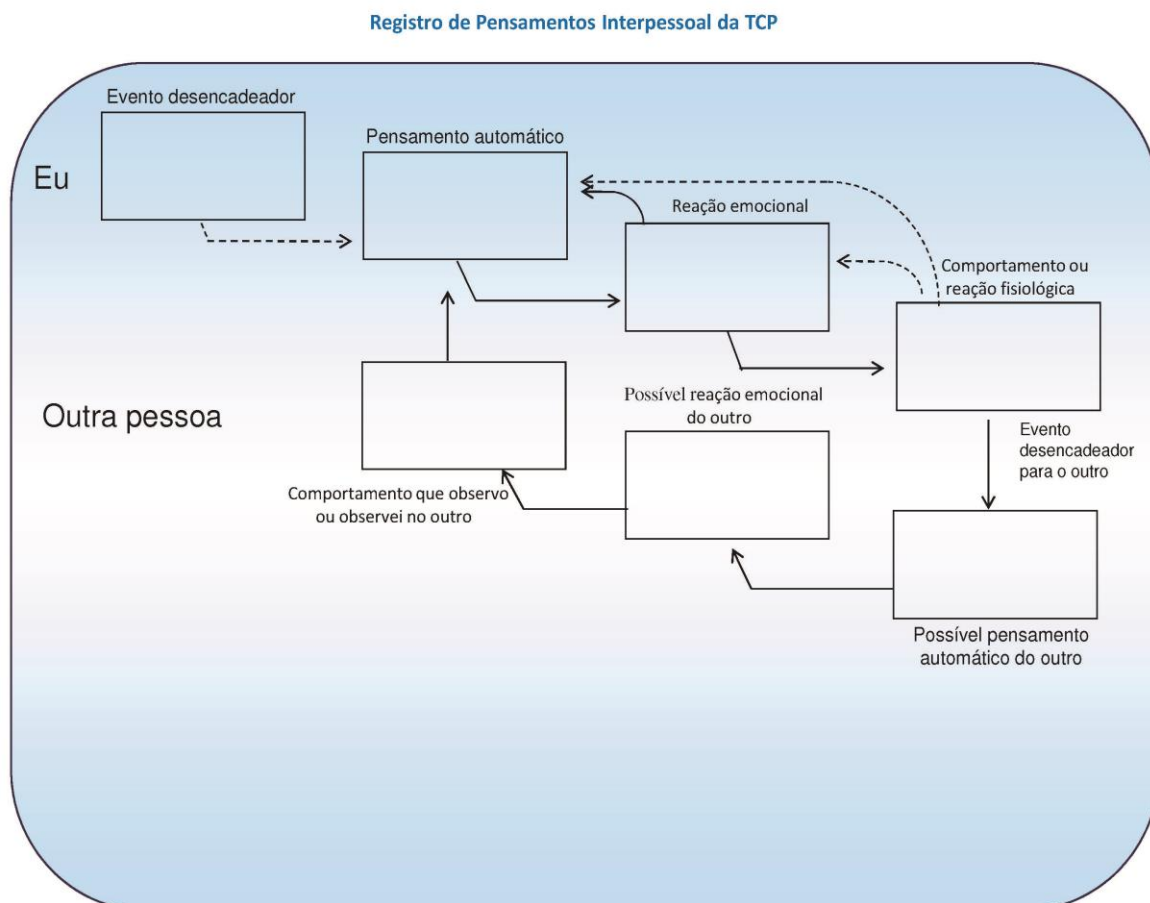 Registro de Pensamentos Interpessoal da TCP
Evento desencadeador
Pensamento automático
Eu
Reação emocional
Comportamento ou
reação fisiológica
Possível reação emocional
do outro
Outra pessoa
Evento
desencadeador
para o outro
Comportamento que observo
ou observei no outro
Possível pensamento
automático do outro